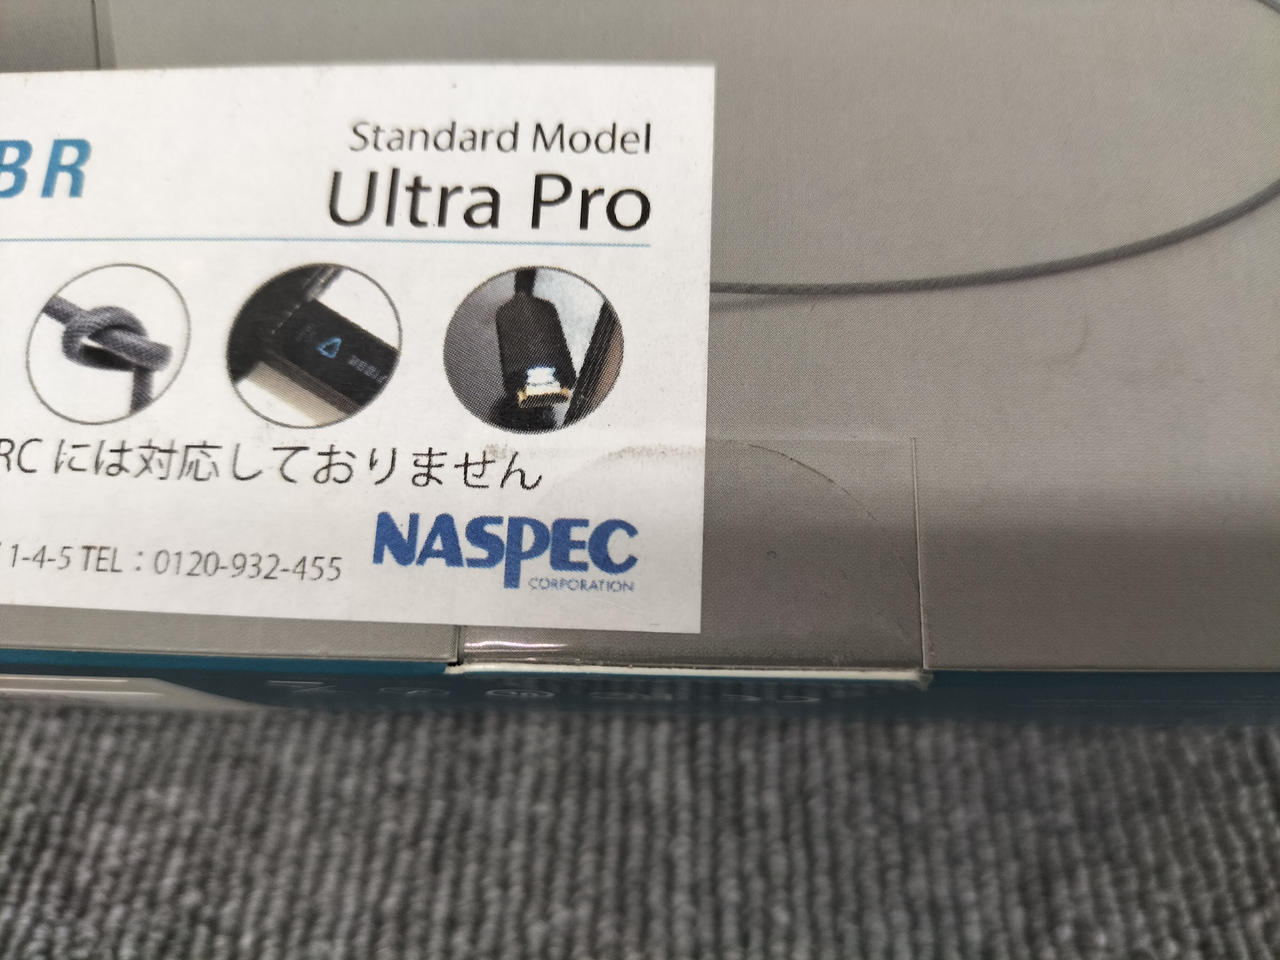 BR
Standard Model
Ultra Pro
RC には対応しておりません
1-4-5 TEL：0120-932-455
NASPEC
CORPORATION